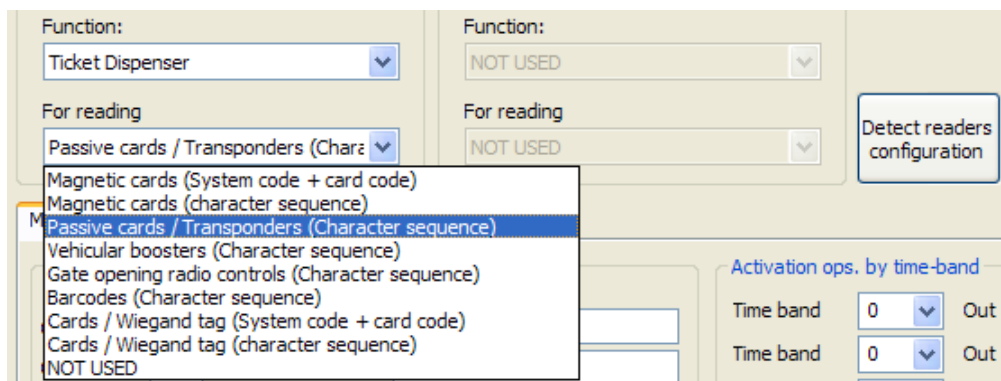 Function:
Function:
Ticket Dispenser
NOT USED
For reading
For reading
Passive cards / Transponders (Chara
NOT USED
Detect readers
configuration
Magnetic cards (System code + card code)
Magnetic cards (character sequence)
M
Passive cards / Transponders (Character sequence)
Vehicular boosters (Character sequence)
Gate opening radio controls (Character sequence)
Barcodes (Character sequence)
Cards / Wiegand tag (System code + card code)
Cards / Wiegand tag (character sequence)
NOT USED
Activation ops. by time-band
Time band
0
Out
Time band
0
Out